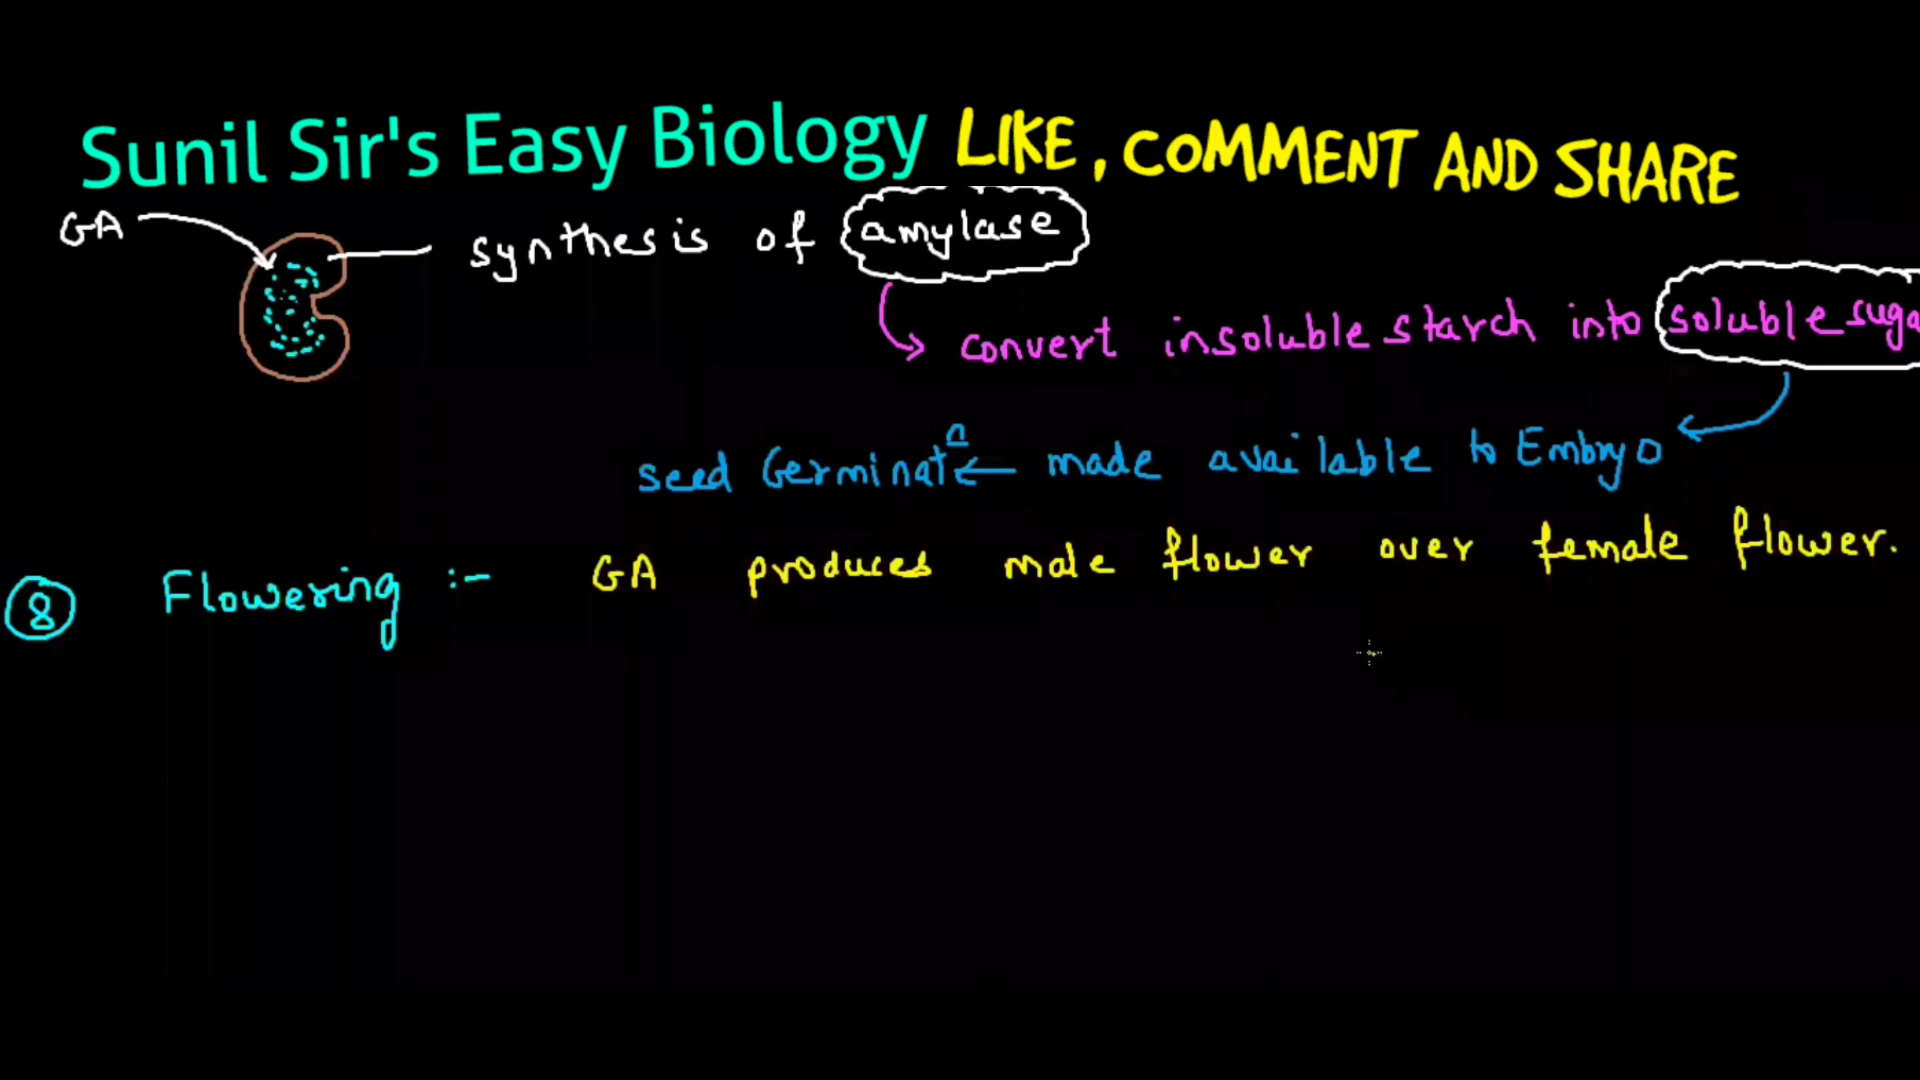 Sunil Sir's Easy Biology LIKE, COMMENT AND SHARE
GA synthesis of amylase
convert insoluble starch into soluble suga
seed Germinatn ← made available to Embryo
8 Flowering :- GA produces male flower over female flower.